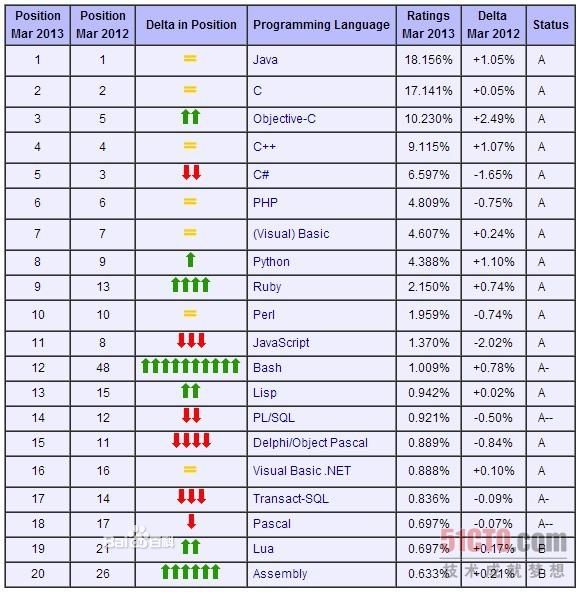 Position Mar 2013 Position Mar 2012 Delta in Position Programming Language Ratings Mar 2013 Delta Mar 2012 Status
1 1 = Java 18.156% +1.05% A
2 2 = C 17.141% +0.05% A
3 5 Objective-C 10.230% +2.49% A
4 4 = C++ 9.115% +1.07% A
5 3 C# 6.597% -1.65% A
6 6 = PHP 4.809% -0.75% A
7 7 = (Visual) Basic 4.607% +0.24% A
8 9 Python 4.388% +1.10% A
9 13 Ruby 2.150% +0.74% A
10 10 = Perl 1.959% -0.74% A
11 8 JavaScript 1.370% -2.02% A
12 48 Bash 1.009% +0.78% A-
13 15 Lisp 0.942% +0.02% A
14 12 PL/SQL 0.921% -0.50% A--
15 11 Delphi/Object Pascal 0.889% -0.84% A
16 16 = Visual Basic .NET 0.888% +0.10% A
17 14 Transact-SQL 0.836% -0.09% A-
18 17 Pascal 0.697% -0.07% A--
19 21 Lua 0.697% +0.17% B
20 26 Assembly 0.633% +0.21% B
Bai百科
51CTO.com
技术成就梦想